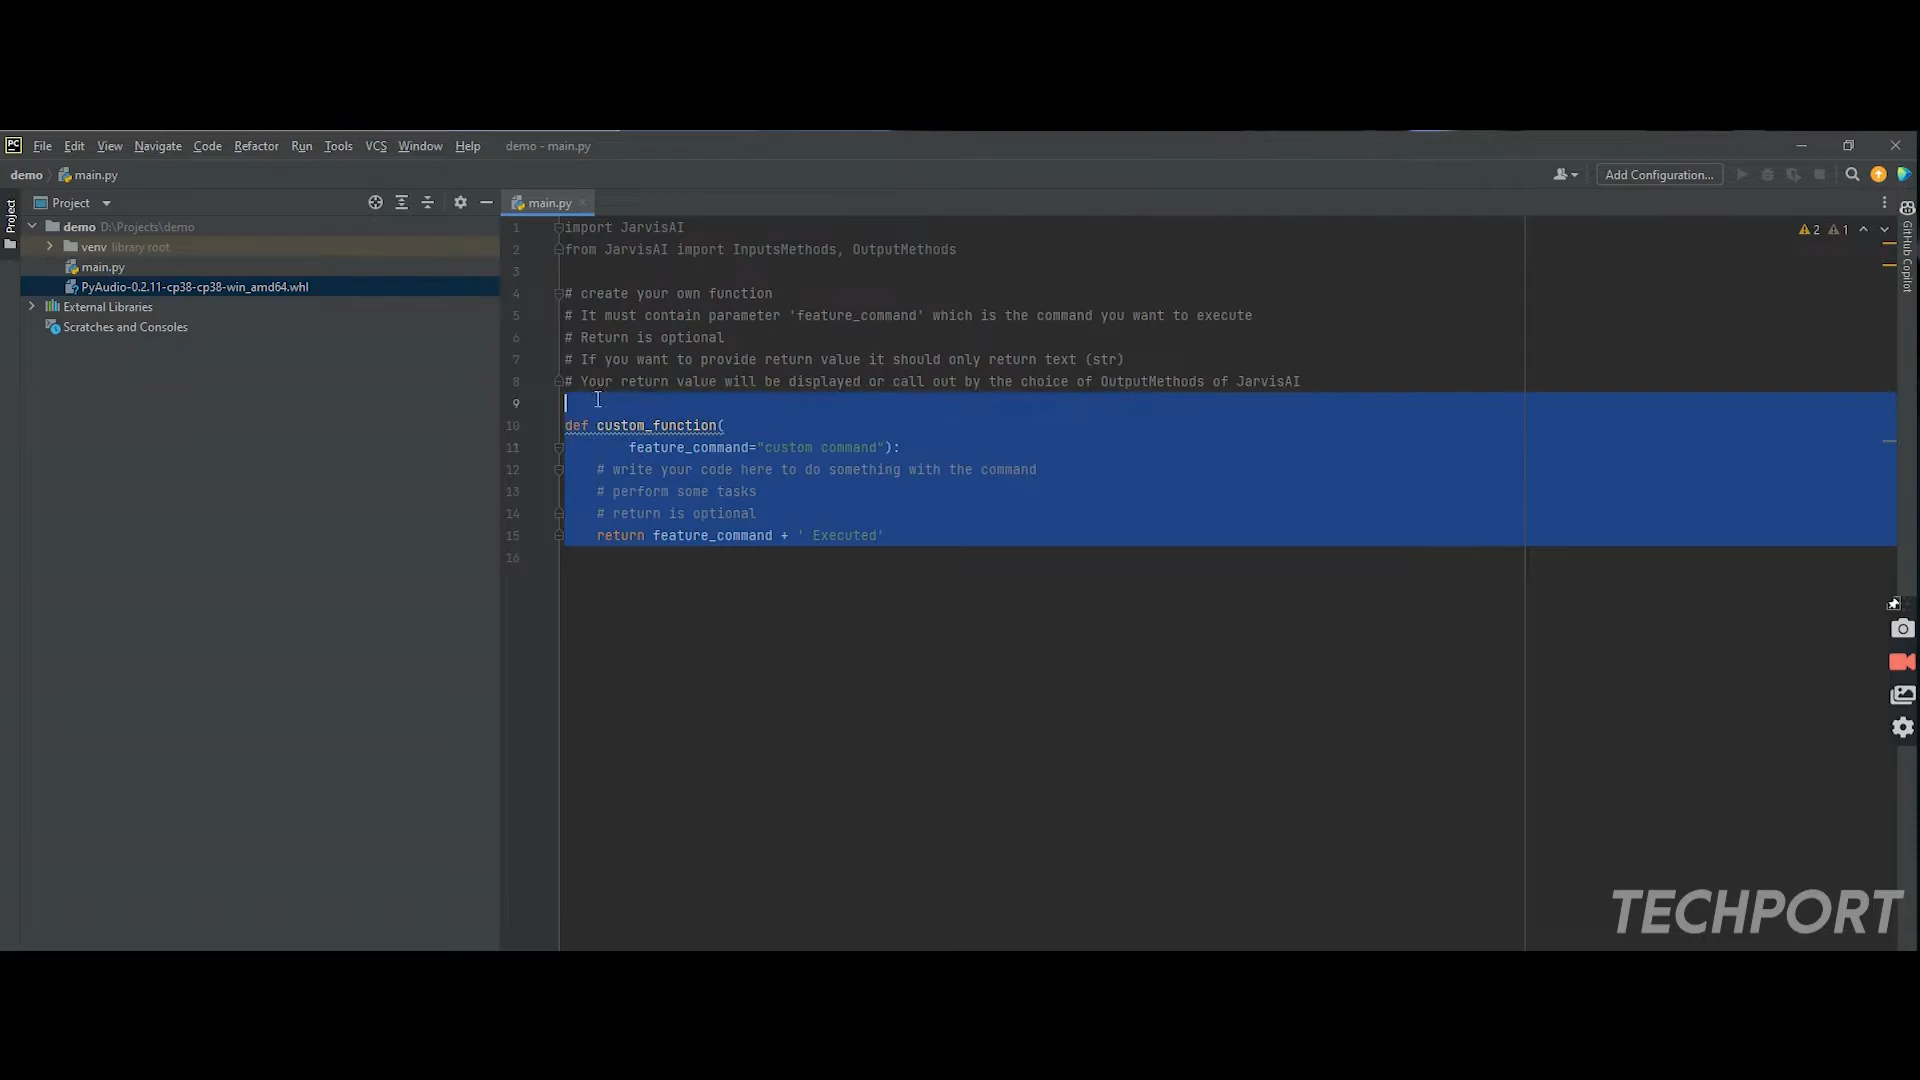 PC File Edit View Navigate Code Refactor Run Tools VCS Window Help demo - main.py
demo main.py Add Configuration...
Project Project main.py
demo D:\Projects\demo
venv library root
main.py
PyAudio-0.2.11-cp38-cp38-win_amd64.whl
External Libraries
Scratches and Consoles
1 import JarvisAI
2 from JarvisAI import InputsMethods, OutputMethods
3
4 # create your own function
5 # It must contain parameter 'feature_command' which is the command you want to execute
6 # Return is optional
7 # If you want to provide return value it should only return text (str)
8 # Your return value will be displayed or call out by the choice of OutputMethods of JarvisAI
9
10 def custom_function(
11 feature_command="custom command"):
12 # write your code here to do something with the command
13 # perform some tasks
14 # return is optional
15 return feature_command + ' Executed'
16
2 1
GitHub Copilot
TECHPORT